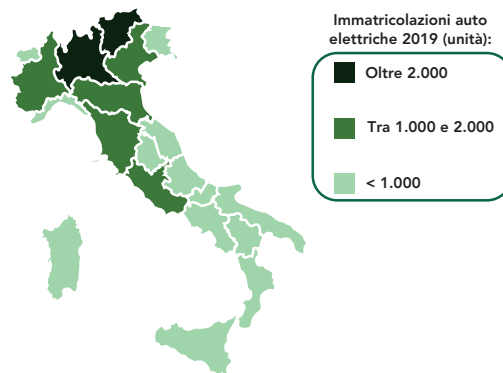 Immatricolazioni auto
elettriche 2019 (unità):
Oltre 2.000
Tra 1.000 e 2.000
< 1.000